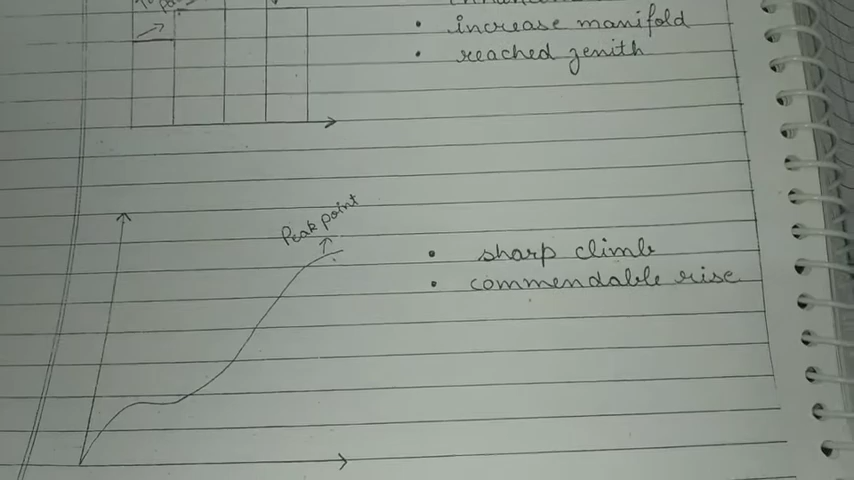 • increase manifold
• reached zenith
Peak point
• sharp climb
• commendable rise